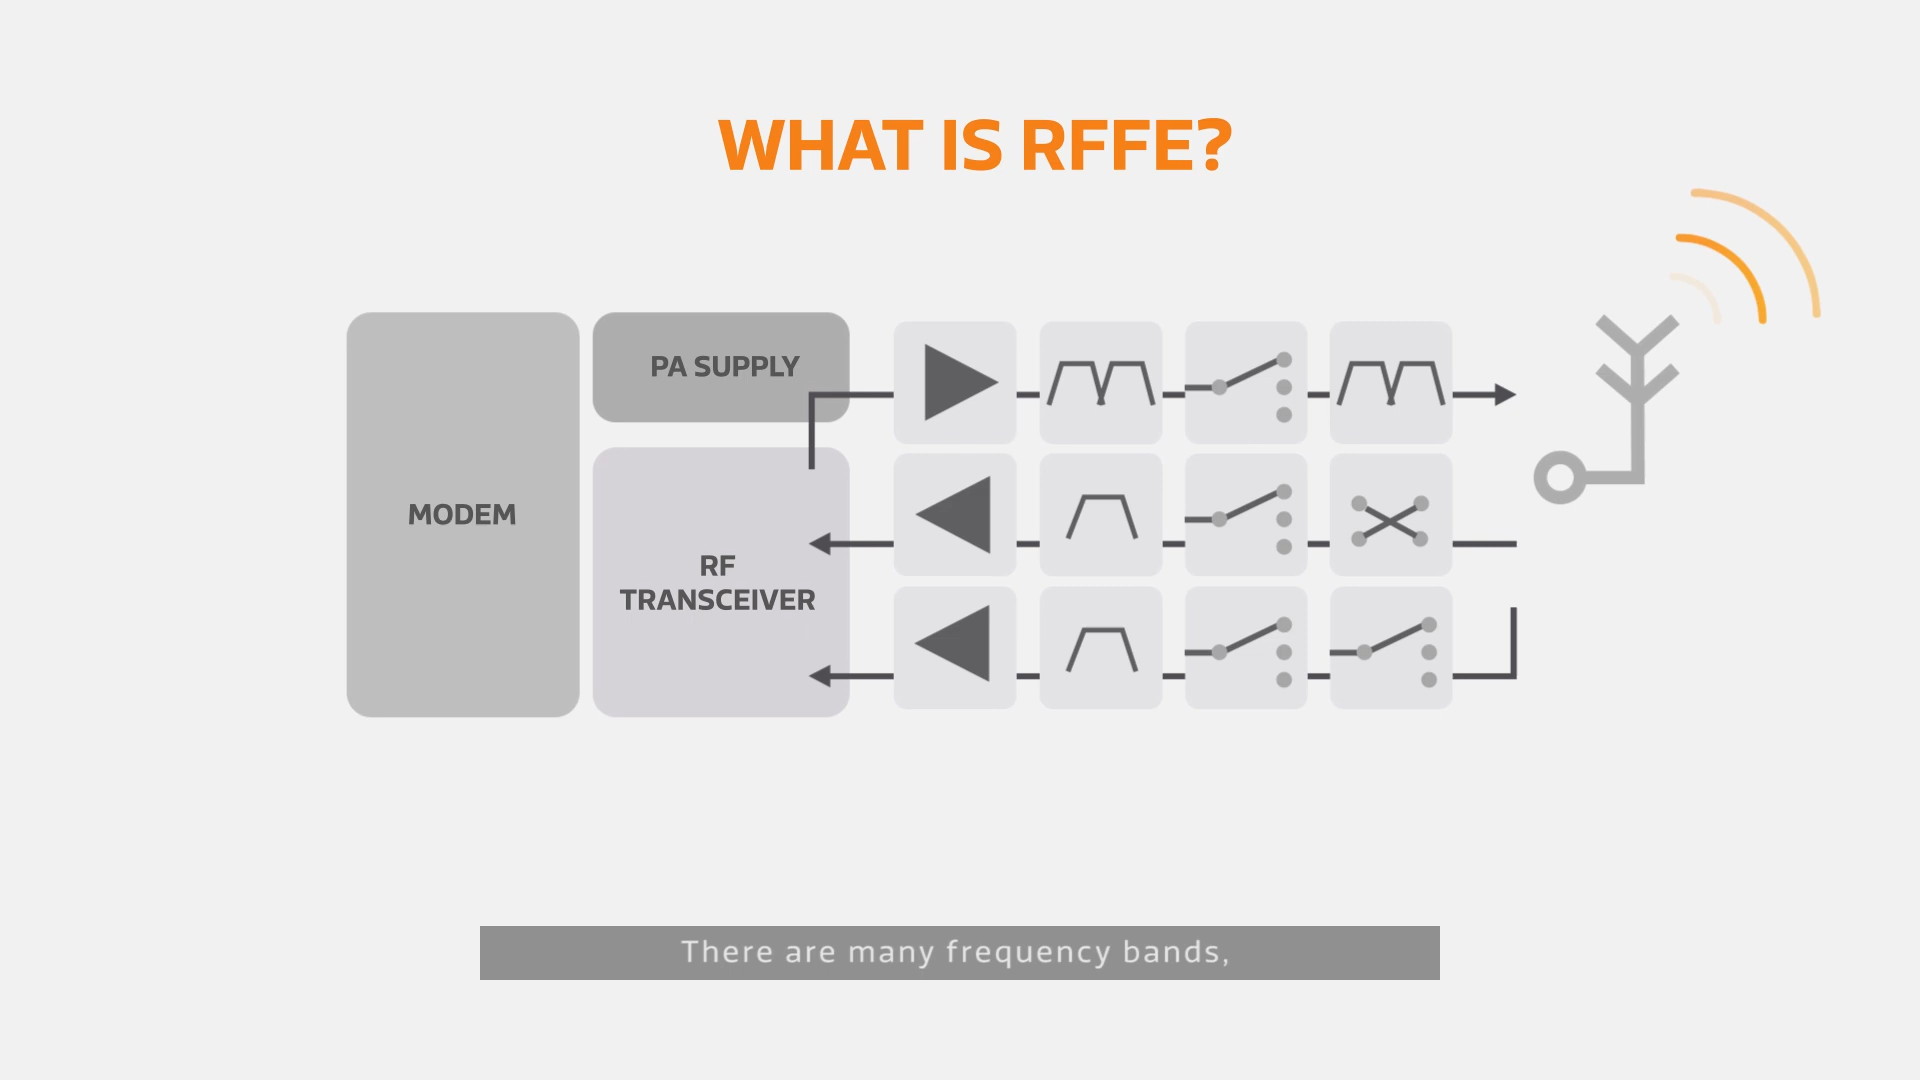 WHAT IS RFFE?
PA SUPPLY
MODEM
RF
TRANSCEIVER
There are many frequency bands,